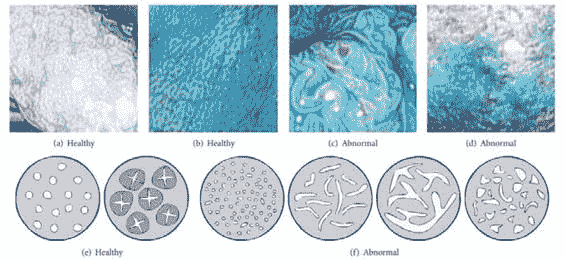 (a) Healthy
(b) Healthy
(c) Abnormal
(d) Abnormal
(e) Healthy
(f) Abnormal